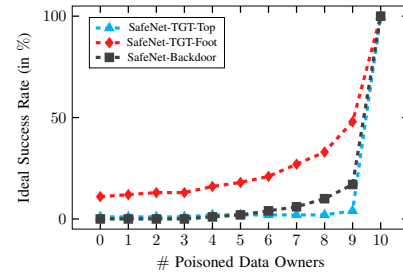 100
50
0
Ideal Success Rate (in %)
SafeNet-TGT-Top
SafeNet-TGT-Foot
SafeNet-Backdoor
0 1 2 3 4 5 6 7 8 9 10
# Poisoned Data Owners